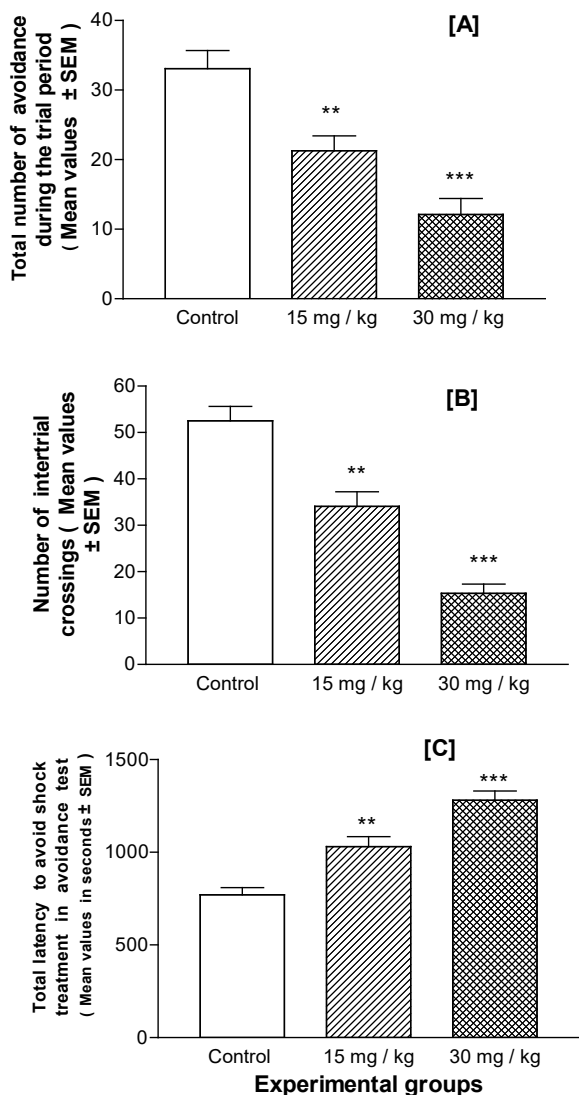 [A]
Total number of avoidance
during the trial period
( Mean values ± SEM)
40
30
20
10
0
**
***
Control 15 mg / kg 30 mg / kg
[B]
Number of intertrial
crossings ( Mean values
± SEM)
60
50
40
30
20
10
0
**
***
Control 15 mg / kg 30 mg / kg
[C]
Total latency to avoid shock
treatment in avoidance test
( Mean values in seconds ± SEM)
1500
1000
500
0
**
***
Control 15 mg / kg 30 mg / kg
Experimental groups